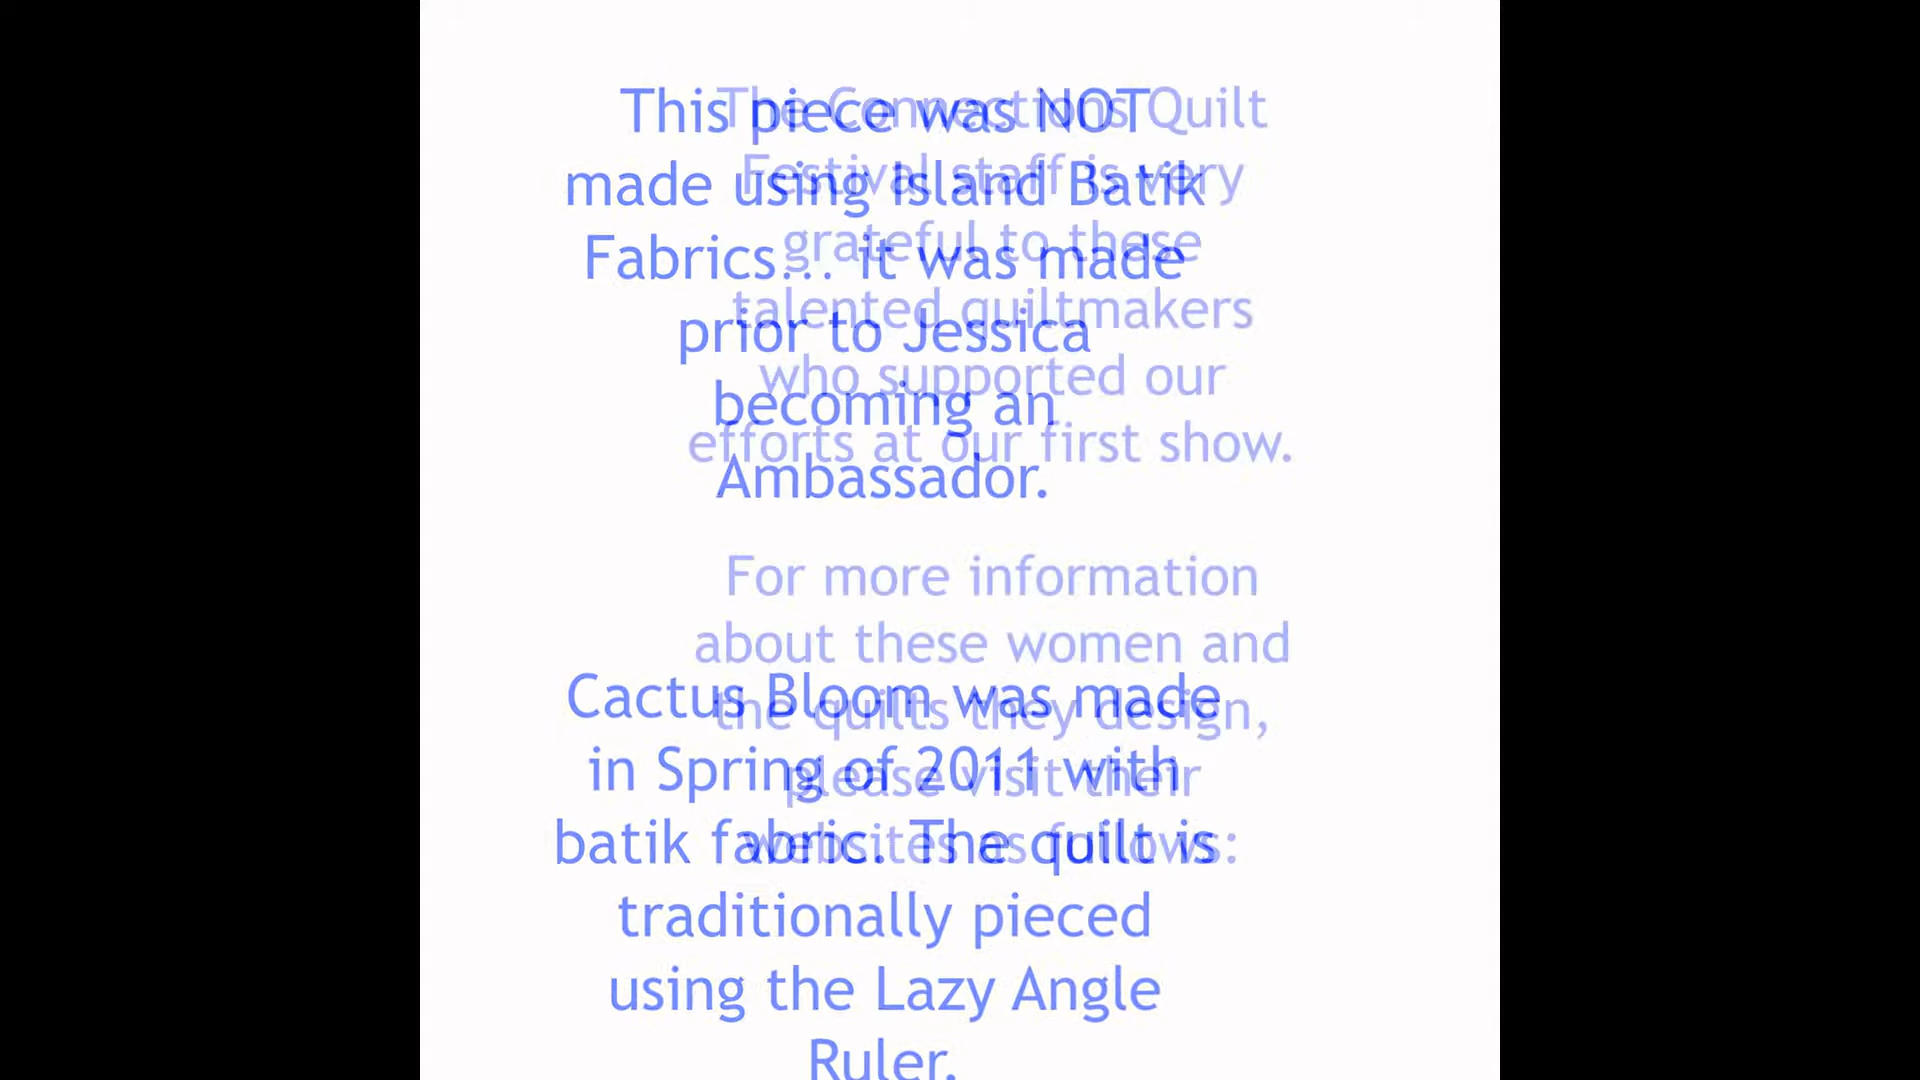 This piece was NOT
made using Island Batik
Fabrics... it was made
prior to Jessica
becoming an
Ambassador.
Cactus Bloom was made
in Spring of 2011 with
batik fabric. The quilt is
traditionally pieced
using the Lazy Angle
Ruler.
The Connections Quilt
Festival staff is very
grateful to these
talented quiltmakers
who supported our
efforts at our first show.
For more information
about these women and
the quilts they design,
please visit their
websites as follows: